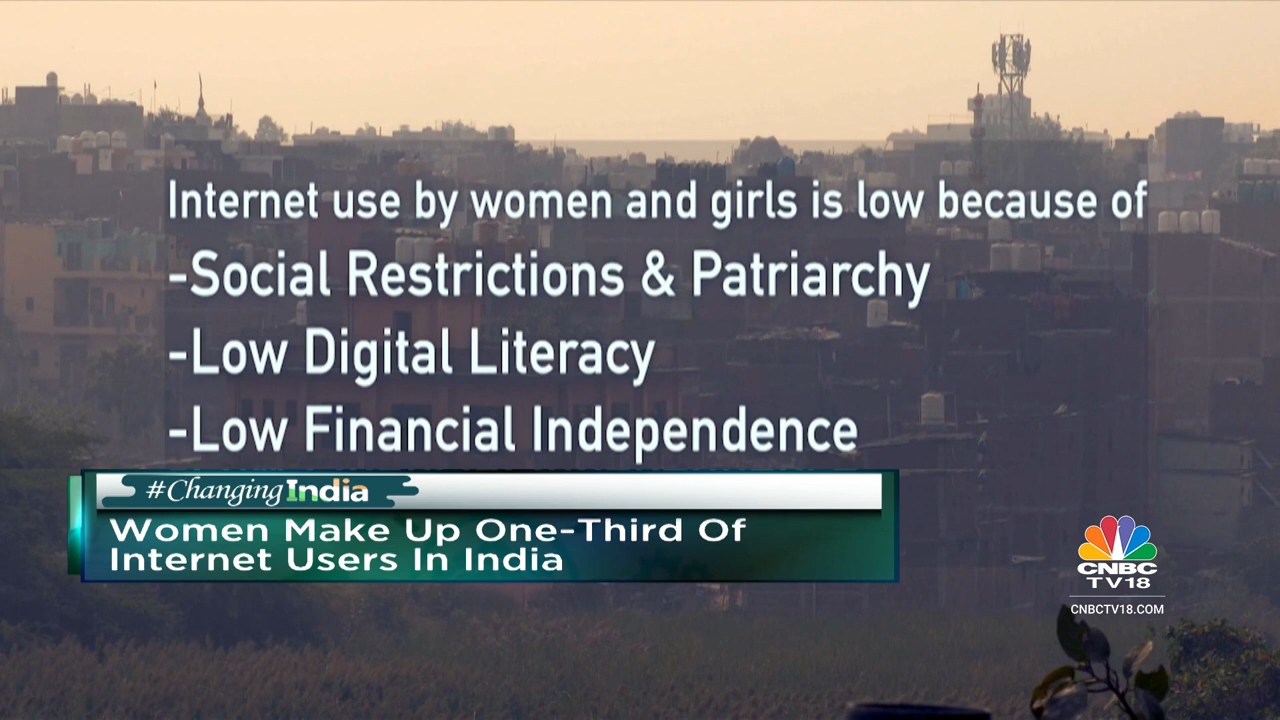 Internet use by women and girls is low because of
-Social Restrictions & Patriarchy
-Low Digital Literacy
-Low Financial Independence
#ChangingIndia
Women Make Up One-Third Of
Internet Users In India
CNBC
TV18
CNBCTV18.COM